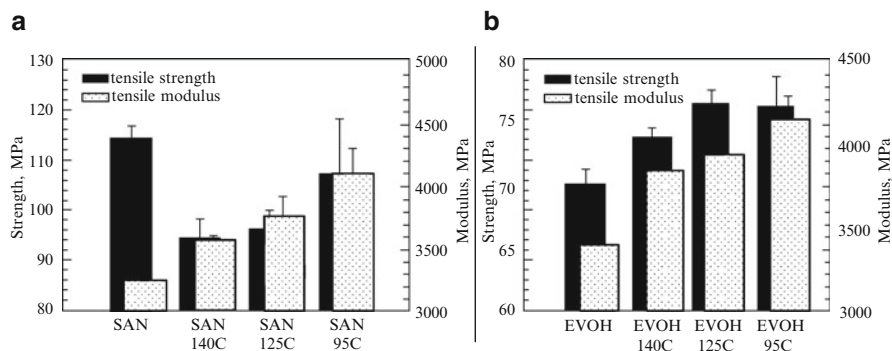 a
130
120
110
100
90
80
Strength, MPa
tensile strength
tensile modulus
5000
4500
4000
3500
3000
Modulus, MPa
SAN
SAN
140C
SAN
125C
SAN
95C
b
80
75
70
65
60
Strength, MPa
tensile strength
tensile modulus
4500
4000
3500
3000
Modulus, MPa
EVOH
EVOH
140C
EVOH
125C
EVOH
95C